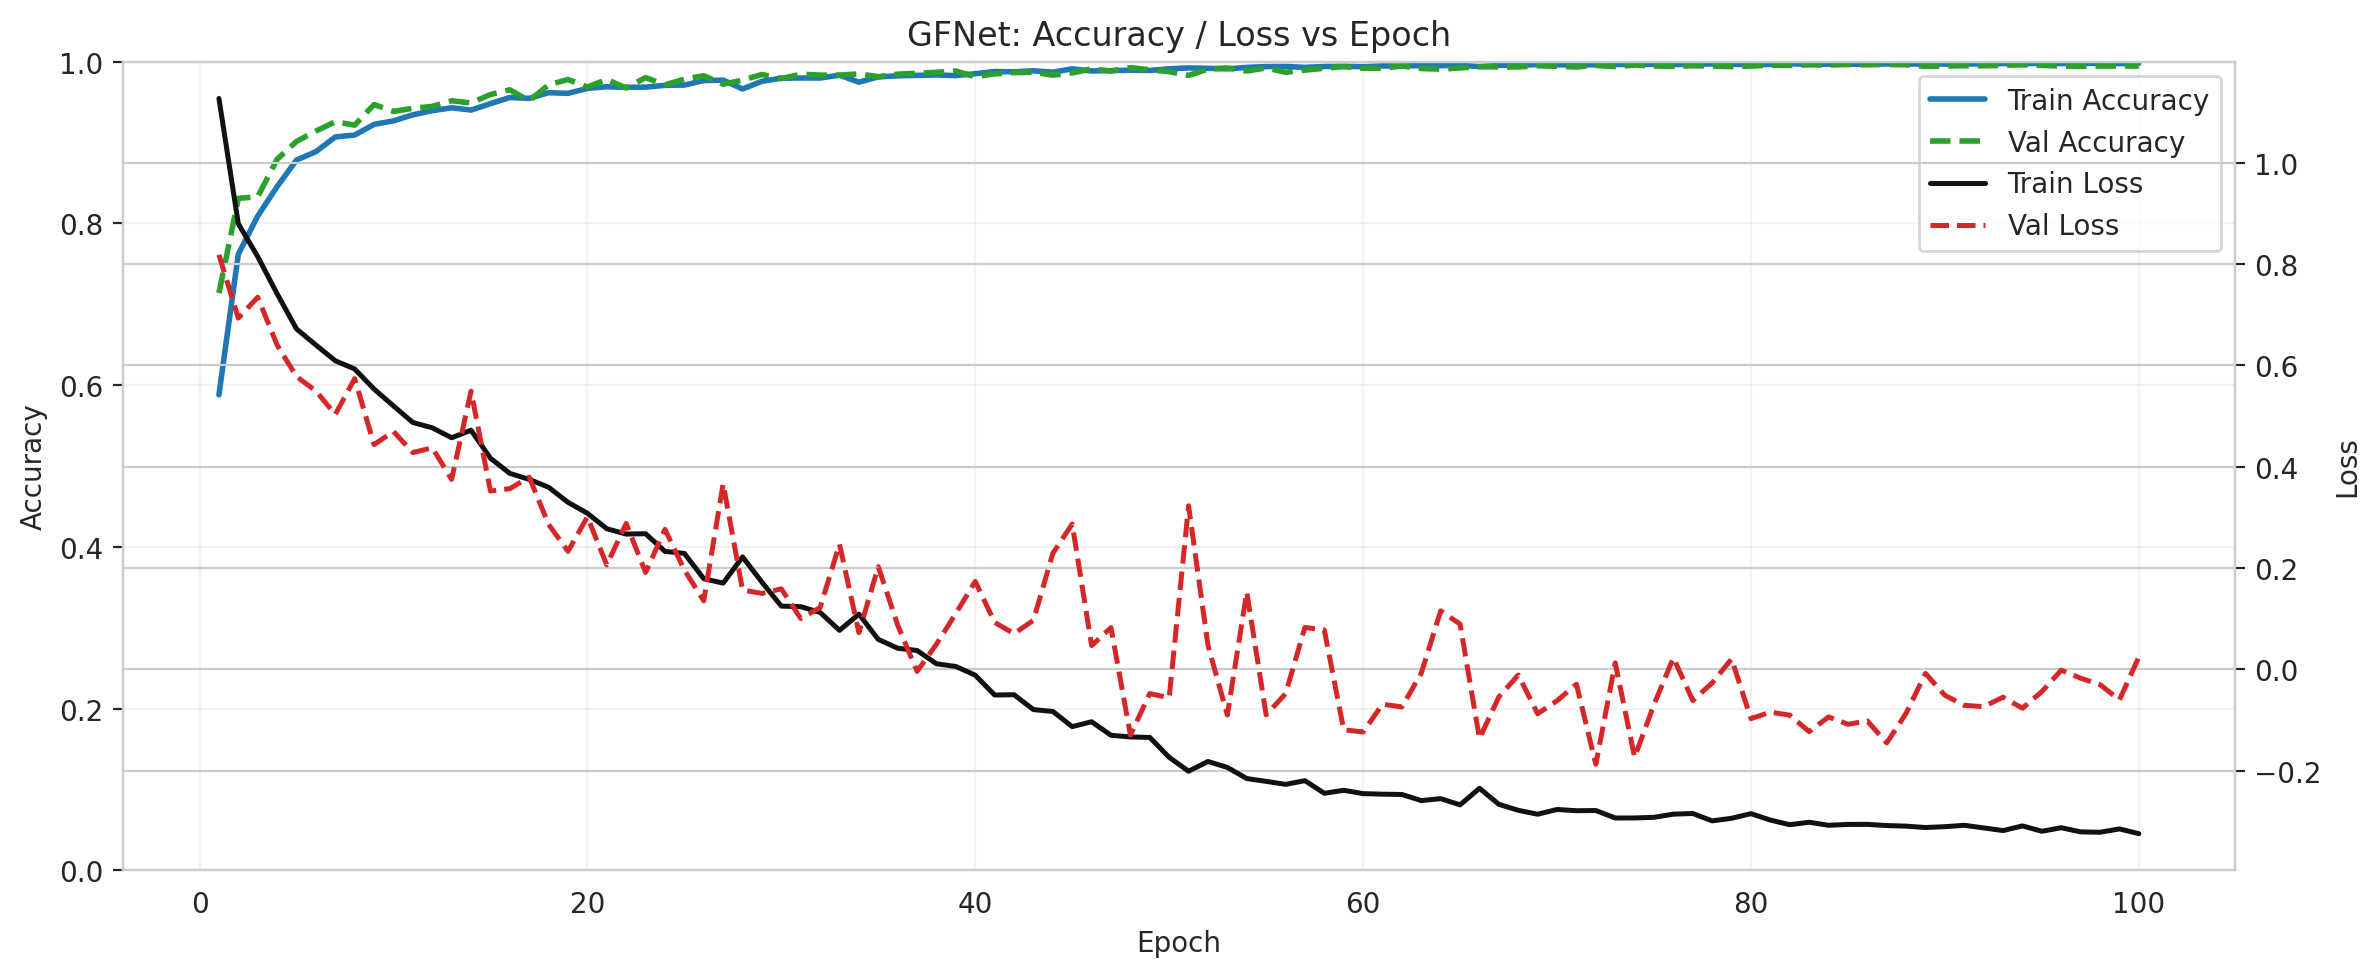 GFNet: Accuracy / Loss vs Epoch
1.0
0.8
0.6
0.4
0.2
0.0
Accuracy
Train Accuracy
Val Accuracy
Train Loss
Val Loss
1.0
0.8
0.6
0.4
0.2
0.0
−0.2
Loss
0 20 40 60 80 100
Epoch